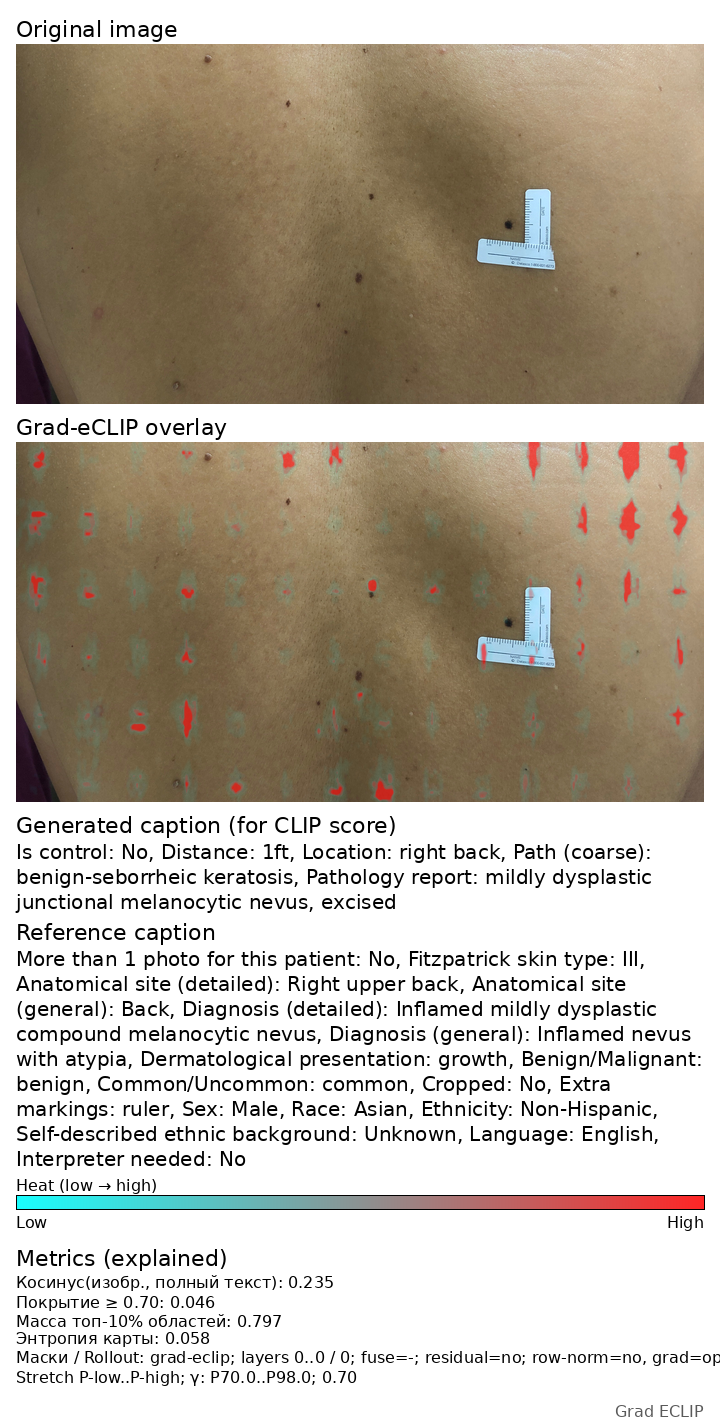 Original image
Grad-eCLIP overlay
Generated caption (for CLIP score)
Is control: No, Distance: 1ft, Location: right back, Path (coarse):
benign-seborrheic keratosis, Pathology report: mildly dysplastic
junctional melanocytic nevus, excised
Reference caption
More than 1 photo for this patient: No, Fitzpatrick skin type: III,
Anatomical site (detailed): Right upper back, Anatomical site
(general): Back, Diagnosis (detailed): Inflamed mildly dysplastic
compound melanocytic nevus, Diagnosis (general): Inflamed nevus
with atypia, Dermatological presentation: growth, Benign/Malignant:
benign, Common/Uncommon: common, Cropped: No, Extra
markings: ruler, Sex: Male, Race: Asian, Ethnicity: Non-Hispanic,
Self-described ethnic background: Unknown, Language: English,
Interpreter needed: No
Heat (low → high)
Low High
Metrics (explained)
Косинус(изобр., полный текст): 0.235
Покрытие ≥ 0.70: 0.046
Масса топ-10% областей: 0.797
Энтропия карты: 0.058
Маски / Rollout: grad-eclip; layers 0..0 / 0; fuse=-; residual=no; row-norm=no, grad=op
Stretch P-low..P-high; γ: P70.0..P98.0; 0.70
Grad ECLIP